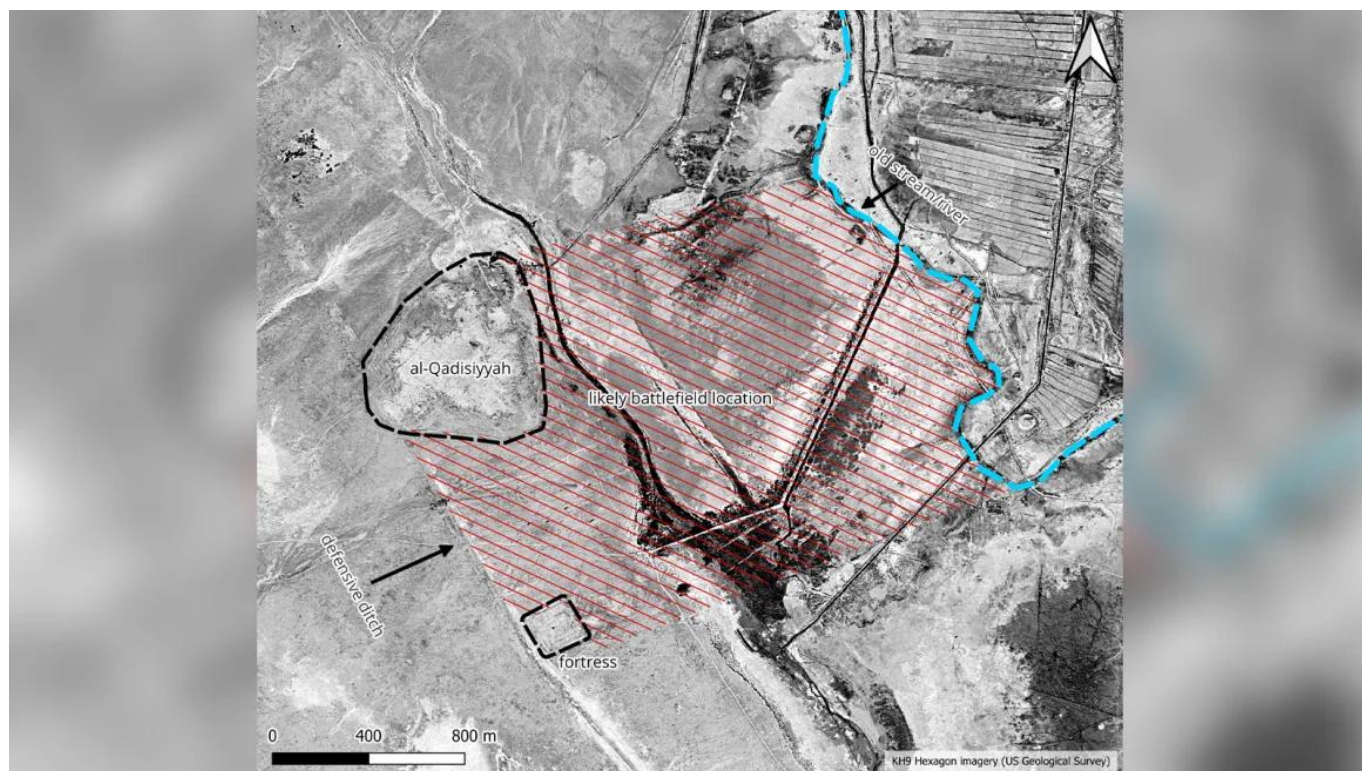 old stream/river
al-Qadisiyyah
likely battlefield location
defensive ditch
fortress
0 400 800 m
KH9 Hexagon imagery (US Geological Survey)